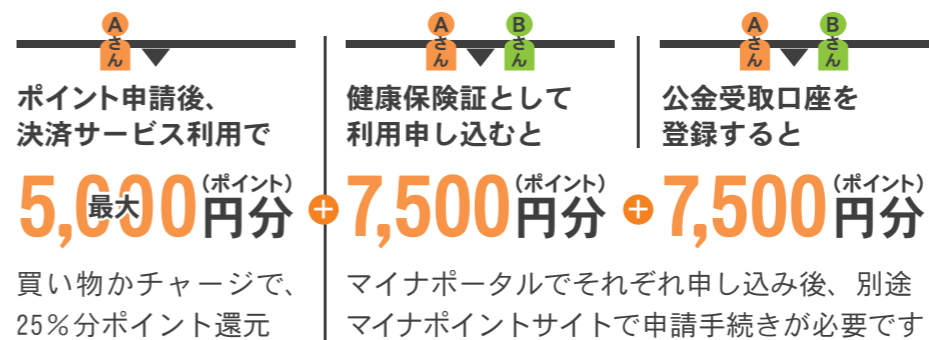 Aさん
ポイント申請後、
決済サービス利用で
最大
5,000円分(ポイント)
買い物かチャージで、
25%分ポイント還元
+
Aさん Bさん
健康保険証として
利用申し込むと
7,500円分(ポイント)
+
Aさん Bさん
公金受取口座を
登録すると
7,500円分(ポイント)
マイナポータルでそれぞれ申し込み後、別途
マイナポイントサイトで申請手続きが必要です